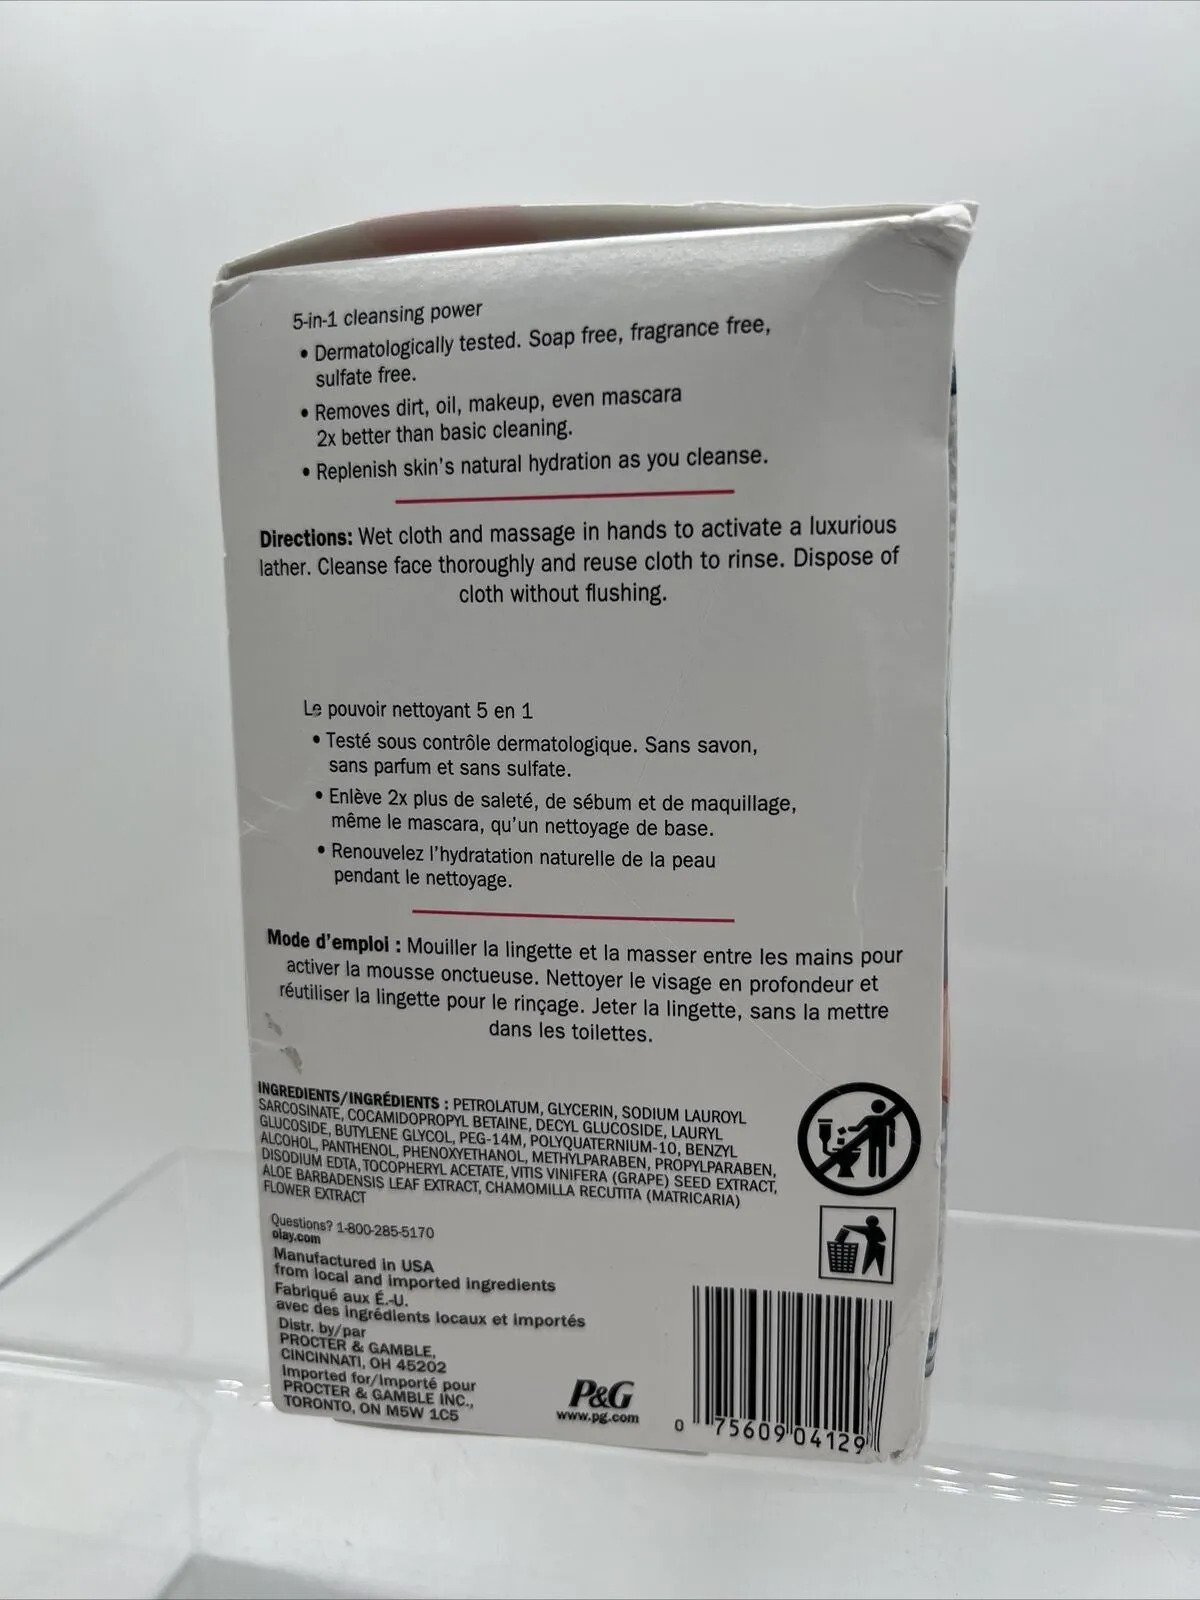 5-in-1 cleansing power
• Dermatologically tested. Soap free, fragrance free,
sulfate free.
• Removes dirt, oil, makeup, even mascara
2x better than basic cleaning.
• Replenish skin's natural hydration as you cleanse.
Directions: Wet cloth and massage in hands to activate a luxurious
lather. Cleanse face thoroughly and reuse cloth to rinse. Dispose of
cloth without flushing.
Le pouvoir nettoyant 5 en 1
• Testé sous contrôle dermatologique. Sans savon,
sans parfum et sans sulfate.
• Enlève 2x plus de saleté, de sébum et de maquillage,
même le mascara, qu'un nettoyage de base.
• Renouvelez l'hydratation naturelle de la peau
pendant le nettoyage.
Mode d'emploi : Mouiller la lingette et la masser entre les mains pour
activer la mousse onctueuse. Nettoyer le visage en profondeur et
réutiliser la lingette pour le rinçage. Jeter la lingette, sans la mettre
dans les toilettes.
INGREDIENTS/INGRÉDIENTS : PETROLATUM, GLYCERIN, SODIUM LAUROYL
SARCOSINATE, COCAMIDOPROPYL BETAINE, DECYL GLUCOSIDE, LAURYL
GLUCOSIDE, BUTYLENE GLYCOL, PEG-14M, POLYQUATERNIUM-10, BENZYL
ALCOHOL, PANTHENOL, PHENOXYETHANOL, METHYLPARABEN, PROPYLPARABEN,
DISODIUM EDTA, TOCOPHERYL ACETATE, VITIS VINIFERA (GRAPE) SEED EXTRACT,
ALOE BARBADENSIS LEAF EXTRACT, CHAMOMILLA RECUTITA (MATRICARIA)
FLOWER EXTRACT
Questions? 1-800-285-5170
olay.com
Manufactured in USA
from local and imported ingredients
Fabriqué aux É.-U.
avec des ingrédients locaux et importés
Distr. by/par
PROCTER & GAMBLE,
CINCINNATI, OH 45202
Imported for/Importé pour
PROCTER & GAMBLE INC.,
TORONTO, ON M5W 1C5
P&G
www.pg.com
0 75609 04129